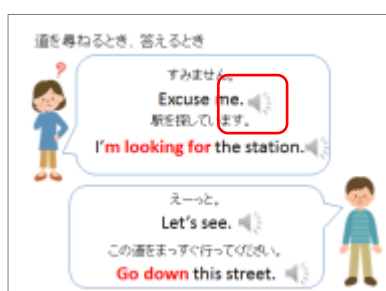 道を尋ねるとき、答えるとき
?
すみません。
Excuse me.
駅を探しています。
I'm looking for the station.
えーっと。
Let's see.
この道をまっすぐ行ってください。
Go down this street.